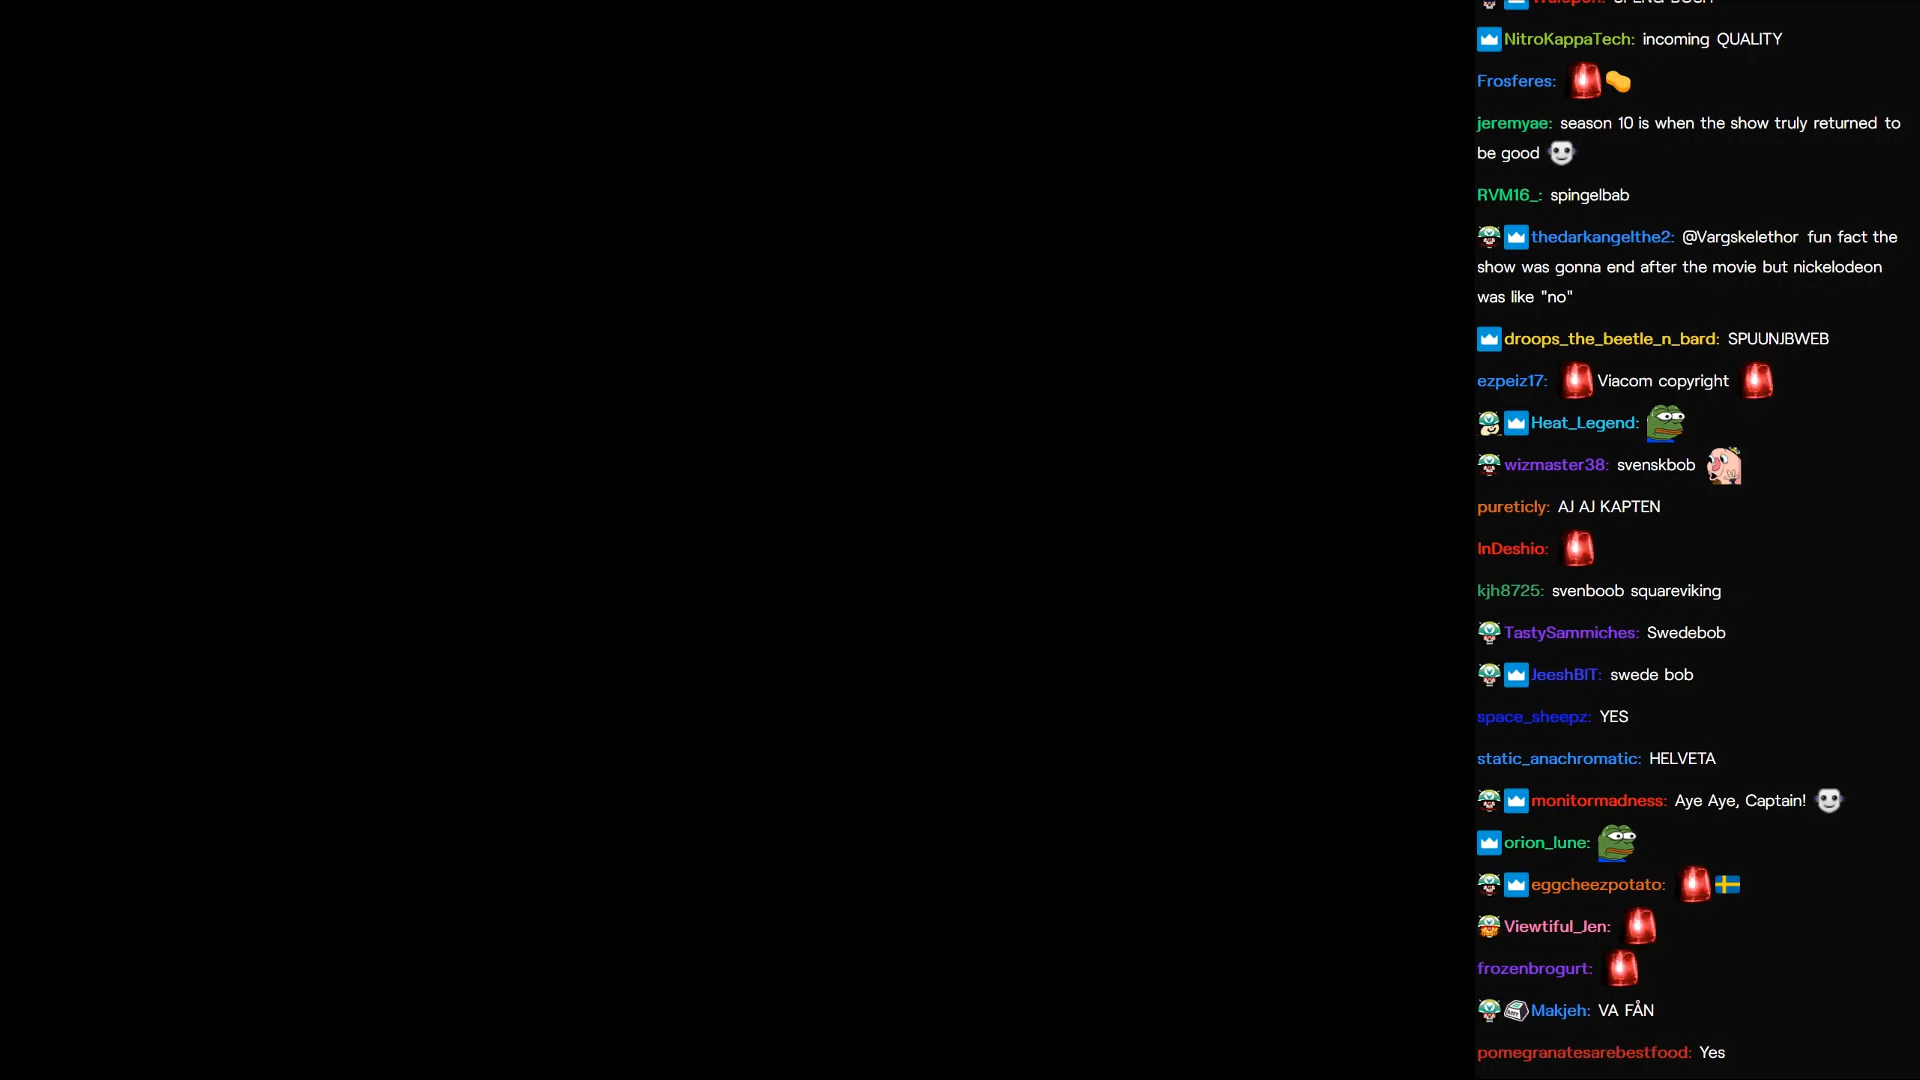 NitroKappaTech: incoming QUALITY
Frosferes:
jeremyae: season 10 is when the show truly returned to
be good
RVM16_: spingelbab
thedarkangelthe2: @Vargskelethor fun fact the
show was gonna end after the movie but nickelodeon
was like "no"
droops_the_beetle_n_bard: SPUUNJBWEB
ezpeiz17: Viacom copyright
Heat_Legend:
wizmaster38: svenskbob
pureticly: AJ AJ KAPTEN
InDeshio:
kjh8725: svenboob squareviking
TastySammiches: Swedebob
JeeshBIT: swede bob
space_sheepz: YES
static_anachromatic: HELVETA
monitormadness: Aye Aye, Captain!
orion_lune:
eggcheezpotato:
Viewtiful_Jen:
frozenbrogurt:
Makjeh: VA FÅN
pomegranatesarebestfood: Yes